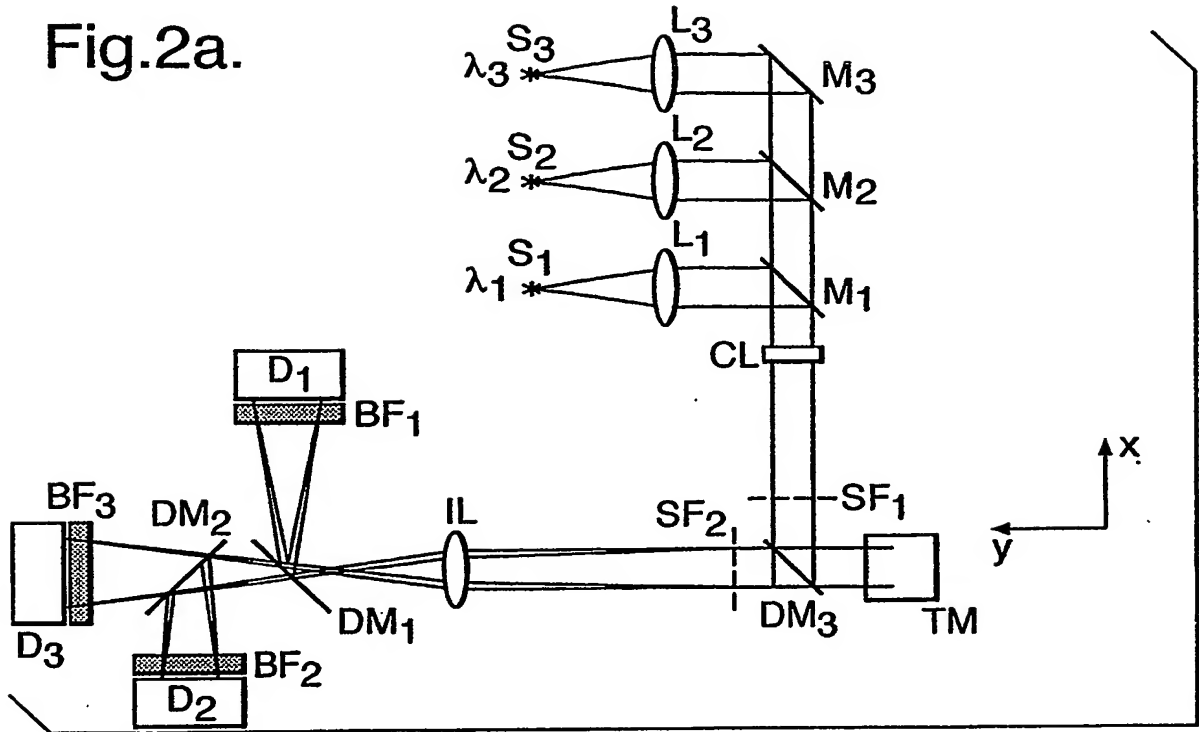 Fig.2a.
S3
L3
λ3
M3
S2
L2
λ2
M2
S1
L1
λ1
M1
CL
D1
BF1
x
BF3
DM2
IL
SF2
SF1
y
D3
DM1
DM3
TM
BF2
D2